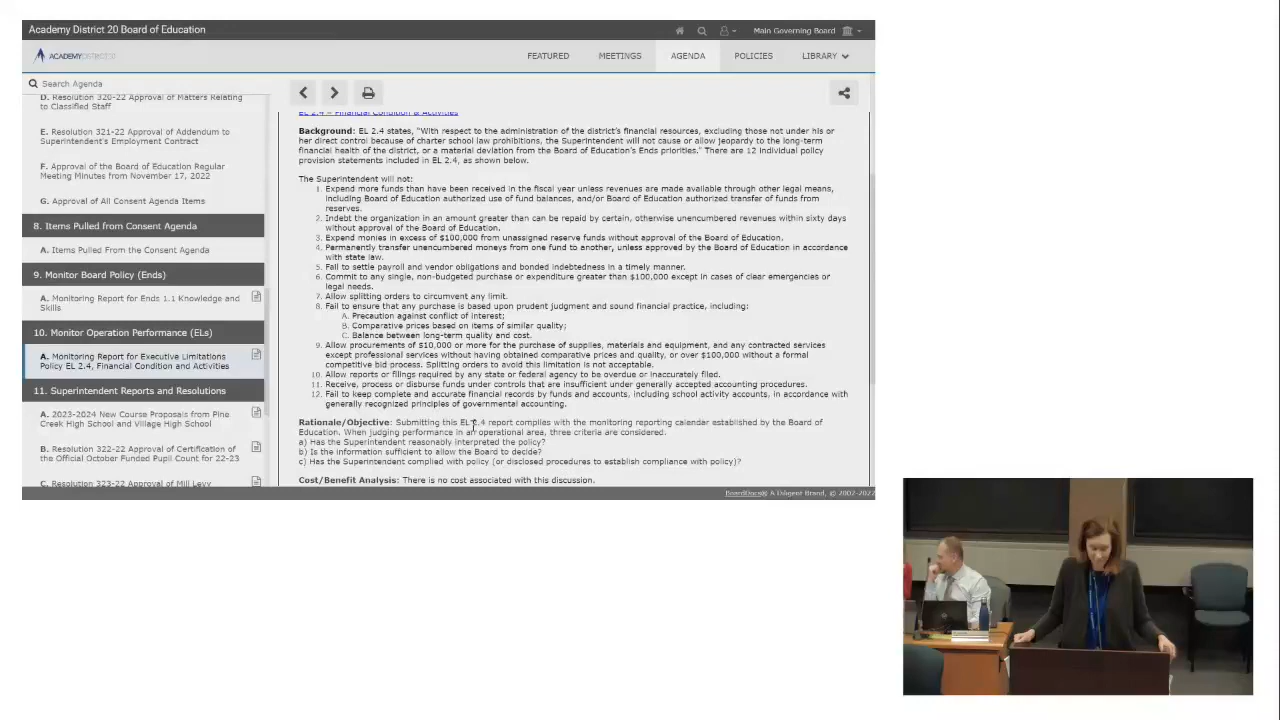 Academy District 20 Board of Education
Main Governing Board
ACADEMYDISTRICT20
FEATURED
MEETINGS
AGENDA
POLICIES
LIBRARY
Search Agenda
D. Resolution 320-22 Approval of Matters Relating
to Classified Staff
E. Resolution 321-22 Approval of Addendum to
Superintendent's Employment Contract
F. Approval of the Board of Education Regular
Meeting Minutes from November 17, 2022
G. Approval of All Consent Agenda Items
8. Items Pulled from Consent Agenda
A. Items Pulled From the Consent Agenda
9. Monitor Board Policy (Ends)
A. Monitoring Report for Ends 1.1 Knowledge and
Skills
10. Monitor Operation Performance (ELs)
A. Monitoring Report for Executive Limitations
Policy EL 2.4, Financial Condition and Activities
11. Superintendent Reports and Resolutions
A. 2023-2024 New Course Proposals from Pine
Creek High School and Village High School
B. Resolution 322-22 Approval of Certification of
the Official October Funded Pupil Count for 22-23
C. Resolution 323-22 Approval of Mill Levy
EL 2.4 – Financial Condition & Activities
Background: EL 2.4 states, "With respect to the administration of the district's financial resources, excluding those not under his or
her direct control because of charter school law prohibitions, the Superintendent will not cause or allow jeopardy to the long-term
financial health of the district, or a material deviation from the Board of Education's Ends priorities." There are 12 individual policy
provision statements included in EL 2.4, as shown below.
The Superintendent will not:
1. Expend more funds than have been received in the fiscal year unless revenues are made available through other legal means,
including Board of Education authorized use of fund balances, and/or Board of Education authorized transfer of funds from
reserves.
2. Indebt the organization in an amount greater than can be repaid by certain, otherwise unencumbered revenues within sixty days
without approval of the Board of Education.
3. Expend monies in excess of $100,000 from unassigned reserve funds without approval of the Board of Education.
4. Permanently transfer unencumbered moneys from one fund to another, unless approved by the Board of Education in accordance
with state law.
5. Fail to settle payroll and vendor obligations and bonded indebtedness in a timely manner.
6. Commit to any single, non-budgeted purchase or expenditure greater than $100,000 except in cases of clear emergencies or
legal needs.
7. Allow splitting orders to circumvent any limit.
8. Fail to ensure that any purchase is based upon prudent judgment and sound financial practice, including:
A. Precaution against conflict of interest;
B. Comparative prices based on items of similar quality;
C. Balance between long-term quality and cost.
9. Allow procurements of $10,000 or more for the purchase of supplies, materials and equipment, and any contracted services
except professional services without having obtained comparative prices and quality, or over $100,000 without a formal
competitive bid process. Splitting orders to avoid this limitation is not acceptable.
10. Allow reports or filings required by any state or federal agency to be overdue or inaccurately filed.
11. Receive, process or disburse funds under controls that are insufficient under generally accepted accounting procedures.
12. Fail to keep complete and accurate financial records by funds and accounts, including school activity accounts, in accordance with
generally recognized principles of governmental accounting.
Rationale/Objective: Submitting this EL 2.4 report complies with the monitoring reporting calendar established by the Board of
Education. When judging performance in an operational area, three criteria are considered.
a) Has the Superintendent reasonably interpreted the policy?
b) Is the information sufficient to allow the Board to decide?
c) Has the Superintendent complied with policy (or disclosed procedures to establish compliance with policy)?
Cost/Benefit Analysis: There is no cost associated with this discussion.
BoardDocs® A Diligent Brand, © 2002-2022